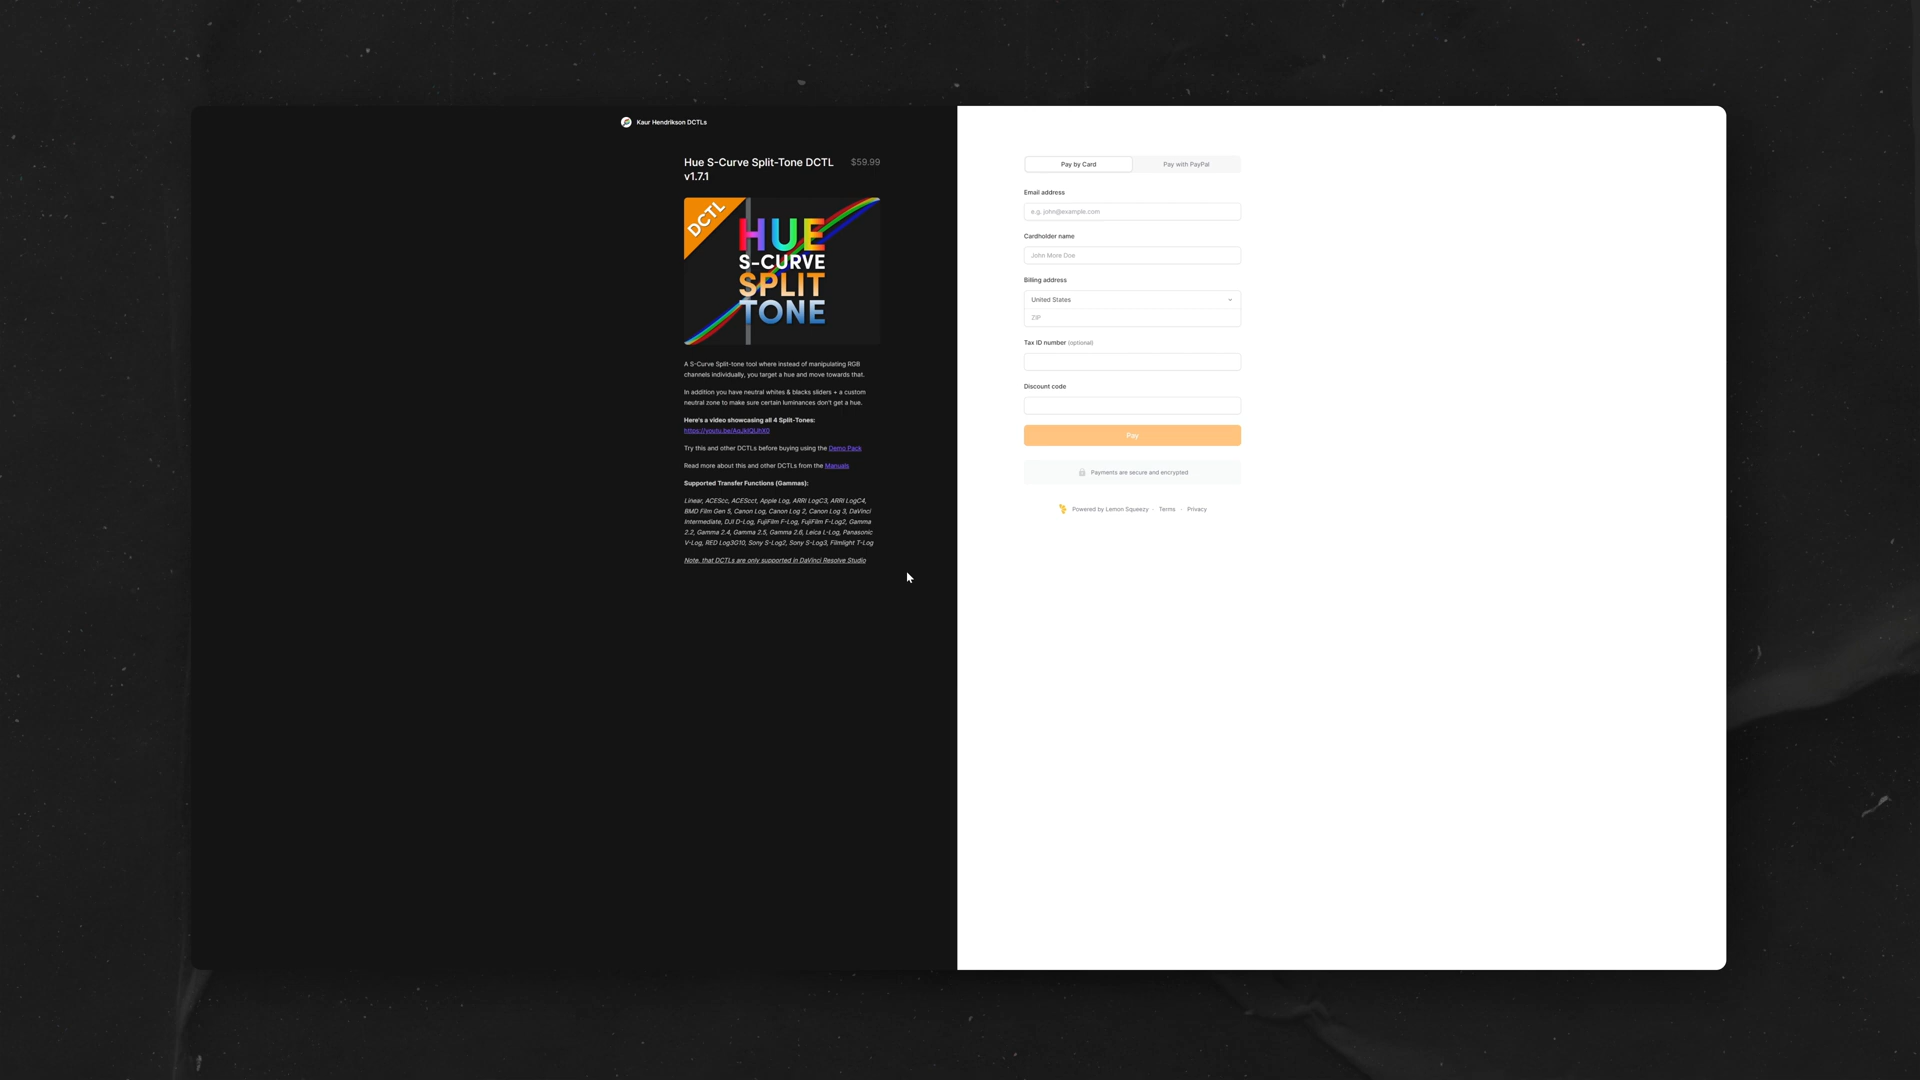 Kaur Hendrikson DCTLs
Hue S-Curve Split-Tone DCTL
v1.7.1
$59.99
DCTL
HUE
S-CURVE
SPLIT
TONE
A S-Curve Split-tone tool where instead of manipulating RGB
channels individually, you target a hue and move towards that.
In addition you have neutral whites & blacks sliders + a custom
neutral zone to make sure certain luminances don't get a hue.
Here's a video showcasing all 4 Split-Tones:
Try this and other DCTLs before buying using the Demo Pack
Read more about this and other DCTLs from the Manuals
Supported Transfer Functions (Gammas):
Linear, ACEScc, ACEScct, Apple Log, ARRI LogC3, ARRI LogC4,
BMD Film Gen 5, Canon Log, Canon Log 2, Canon Log 3, DaVinci
Intermediate, DJI D-Log, FujiFilm F-Log, FujiFilm F-Log2, Gamma
2.2, Gamma 2.4, Gamma 2.5, Gamma 2.6, Leica L-Log, Panasonic
V-Log, RED Log3G10, Sony S-Log2, Sony S-Log3, Filmlight T-Log
Note, that DCTLs are only supported in DaVinci Resolve Studio
Pay by Card
Pay with PayPal
Email address
e.g. john@example.com
Cardholder name
John More Doe
Billing address
United States
ZIP
Tax ID number (optional)
Discount code
Pay
Payments are secure and encrypted
Powered by Lemon Squeezy · Terms · Privacy